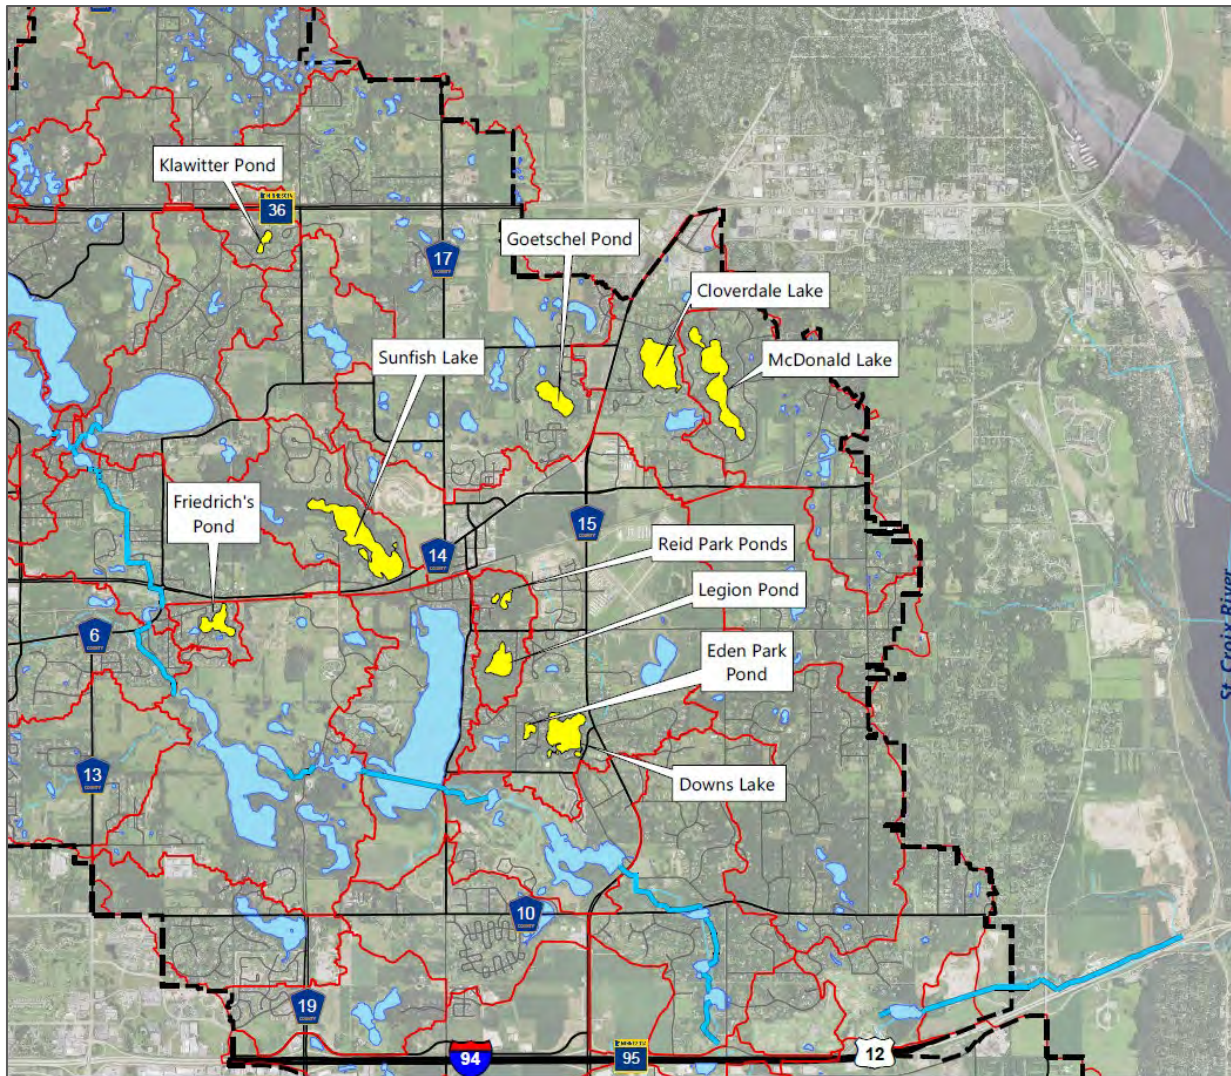 Klawitter Pond
36
Goetschel Pond
17
Cloverdale Lake
Sunfish Lake
McDonald Lake
Friedrich's
Pond
15
14
Reid Park Ponds
Legion Pond
6
Eden Park
Pond
St. Croix River
13
Downs Lake
10
19
94
95
12